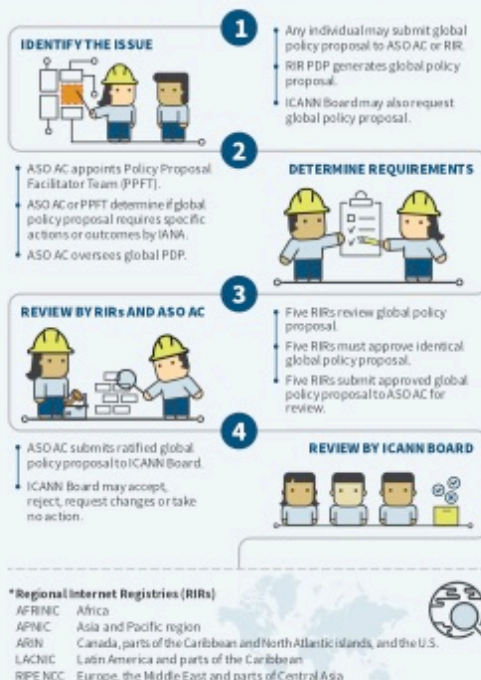 1
IDENTIFY THE ISSUE
Any individual may submit global
policy proposal to ASO AC or RIR.
RIR PDP generates global policy
proposal.
ICANN Board may also request
global policy proposal.
2
ASO AC appoints Policy Proposal
Facilitator Team (PPFT).
ASO AC or PPFT determine if global
policy proposal requires specific
actions or outcomes by IANA.
ASO AC oversees global PDP.
DETERMINE REQUIREMENTS
3
REVIEW BY RIRs AND ASO AC
Five RIRs review global policy
proposal.
Five RIRs must approve identical
global policy proposal.
Five RIRs submit approved global
policy proposal to ASO AC for
review.
4
ASO AC submits ratified global
policy proposal to ICANN Board.
ICANN Board may accept,
reject, request changes or take
no action.
REVIEW BY ICANN BOARD
*Regional Internet Registries (RIRs)
AFRINIC Africa
APNIC Asia and Pacific region
ARIN Canada, parts of the Caribbean and North Atlantic islands, and the U.S.
LACNIC Latin America and parts of the Caribbean
RIPE NCC Europe, the Middle East and parts of Central Asia